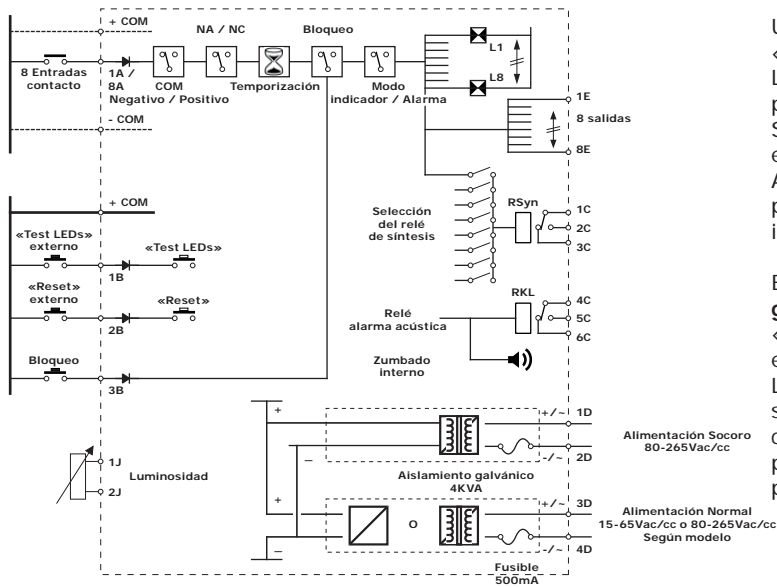 + COM
NA / NC
Bloqueo
8 Entradas
contacto
1A /
8A
COM
Negativo / Positivo
Temporización
Modo
indicador / Alarma
L1
L8
- COM
1E
8 salidas
8E
+ COM
«Test LEDs»
externo
«Test LEDs»
1B
«Reset»
externo
«Reset»
2B
Bloqueo
3B
Selección
del relé
de síntesis
RSyn
1C
2C
3C
RKL
4C
5C
6C
Relé
alarma acústica
Zumbado
interno
1J
2J
Luminosidad
+
–
+/~ 1D
-/~ 2D
Alimentación Socoro
80-265Vac/cc
Aislamiento galvánico
4KVA
+
–
O
+/~ 3D
-/~ 4D
Alimentación Normal
15-65Vac/cc o 80-265Vac/cc
Según modelo
Fusible
500mA